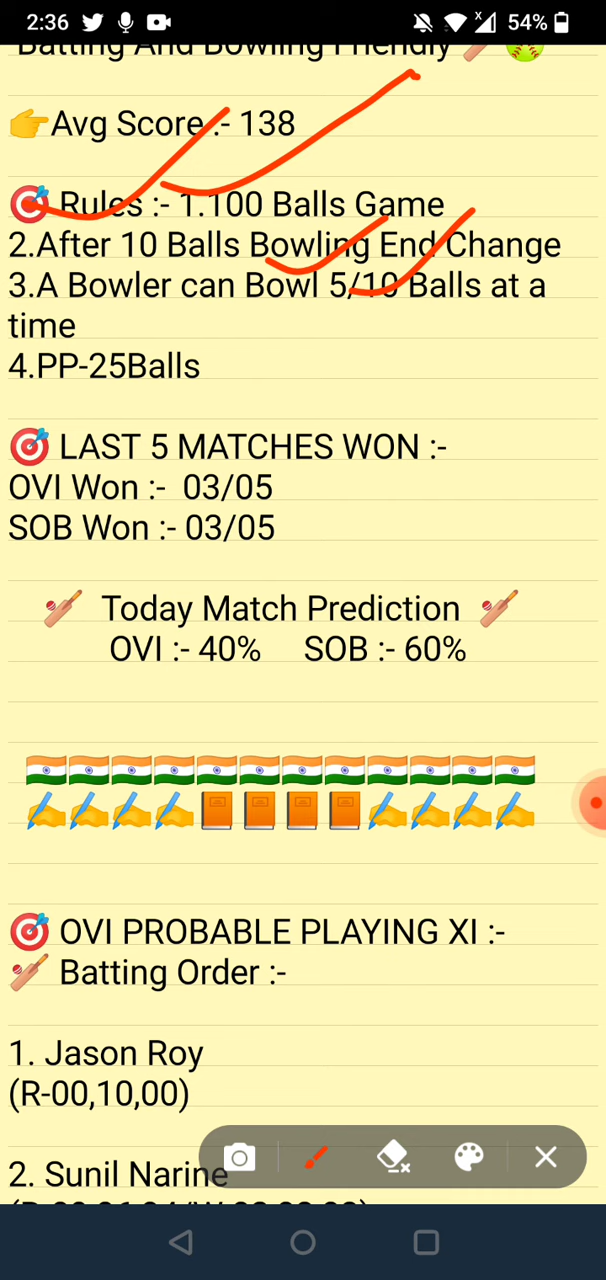 2:36 54%
Batting And Bowling Friendly 🏏🥎
👉Avg Score :- 138
🎯 Rules :- 1.100 Balls Game
2.After 10 Balls Bowling End Change
3.A Bowler can Bowl 5/10 Balls at a
time
4.PP-25Balls
🎯 LAST 5 MATCHES WON :-
OVI Won :- 03/05
SOB Won :- 03/05
🏏 Today Match Prediction 🏏
OVI :- 40% SOB :- 60%
🎯 OVI PROBABLE PLAYING XI :-
🏏 Batting Order :-
1. Jason Roy
(R-00,10,00)
2. Sunil Narine